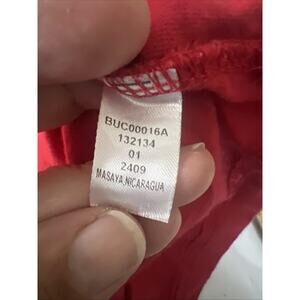 BUC00016A
132134
01
2409
MASAYA, NICARAGUA